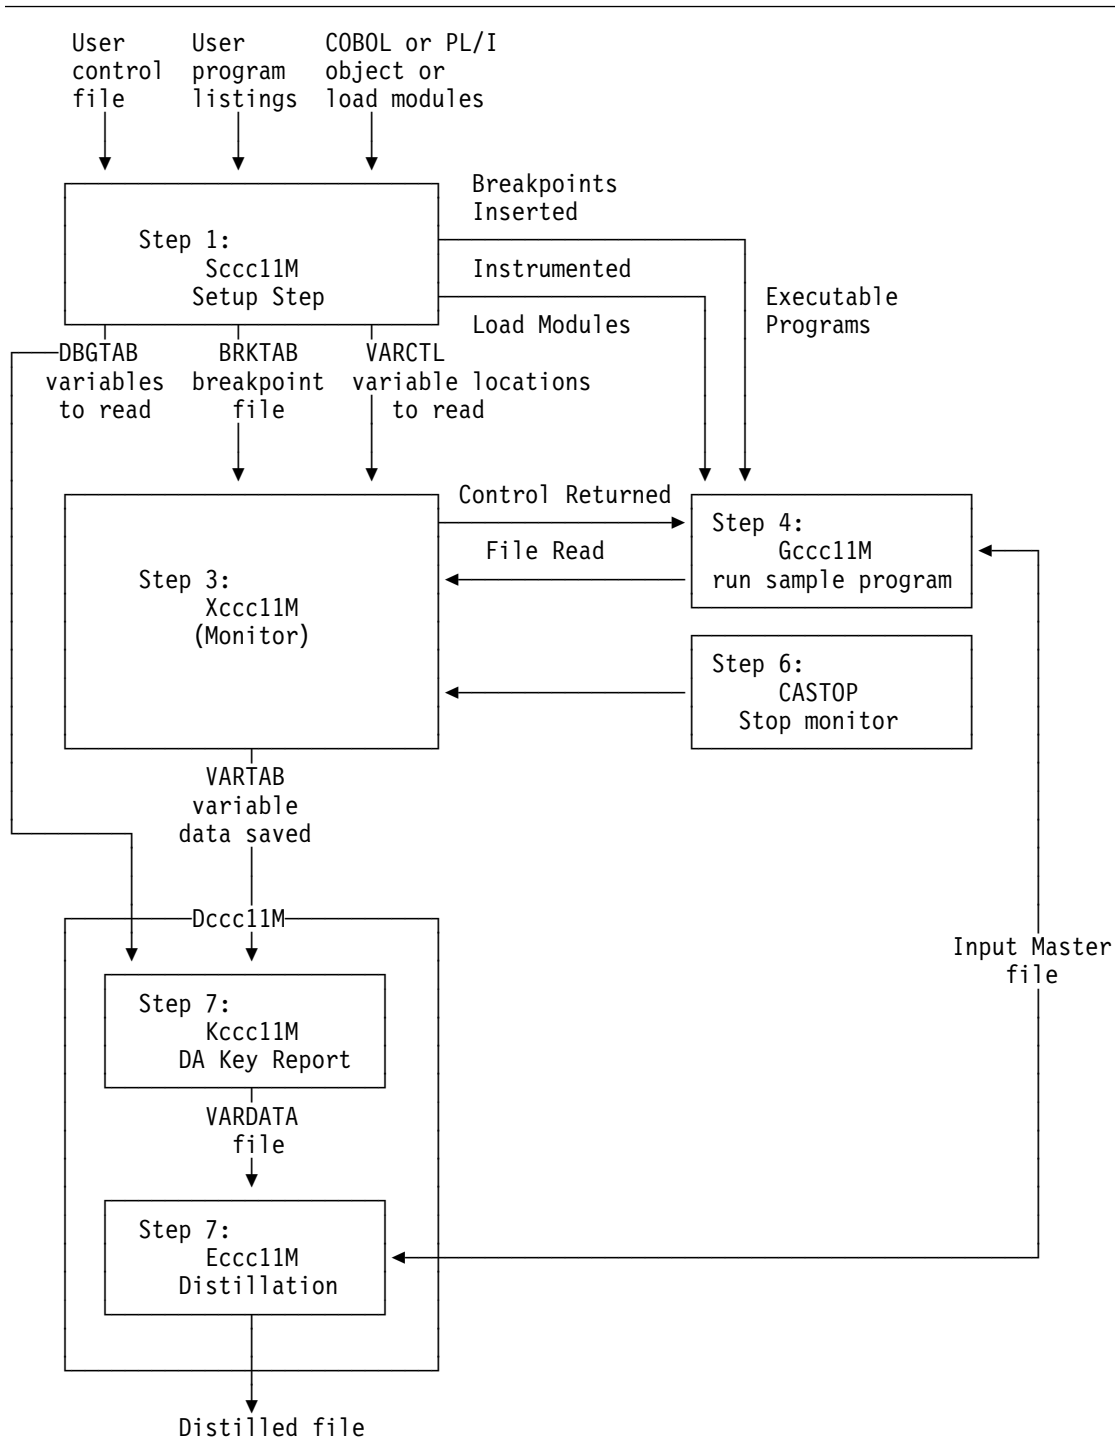 User
control
file
User
program
listings
COBOL or PL/I
object or
load modules
Breakpoints
Inserted
Step 1:
Sccc11M
Setup Step
Instrumented
Load Modules
Executable
Programs
DBGTAB
variables
to read
BRKTAB
breakpoint
file
VARCTL
variable locations
to read
Control Returned
File Read
Step 3:
Xccc11M
(Monitor)
Step 4:
Gccc11M
run sample program
Step 6:
CASTOP
Stop monitor
VARTAB
variable
data saved
Dccc11M
Input Master
file
Step 7:
Kccc11M
DA Key Report
VARDATA
file
Step 7:
Eccc11M
Distillation
Distilled file